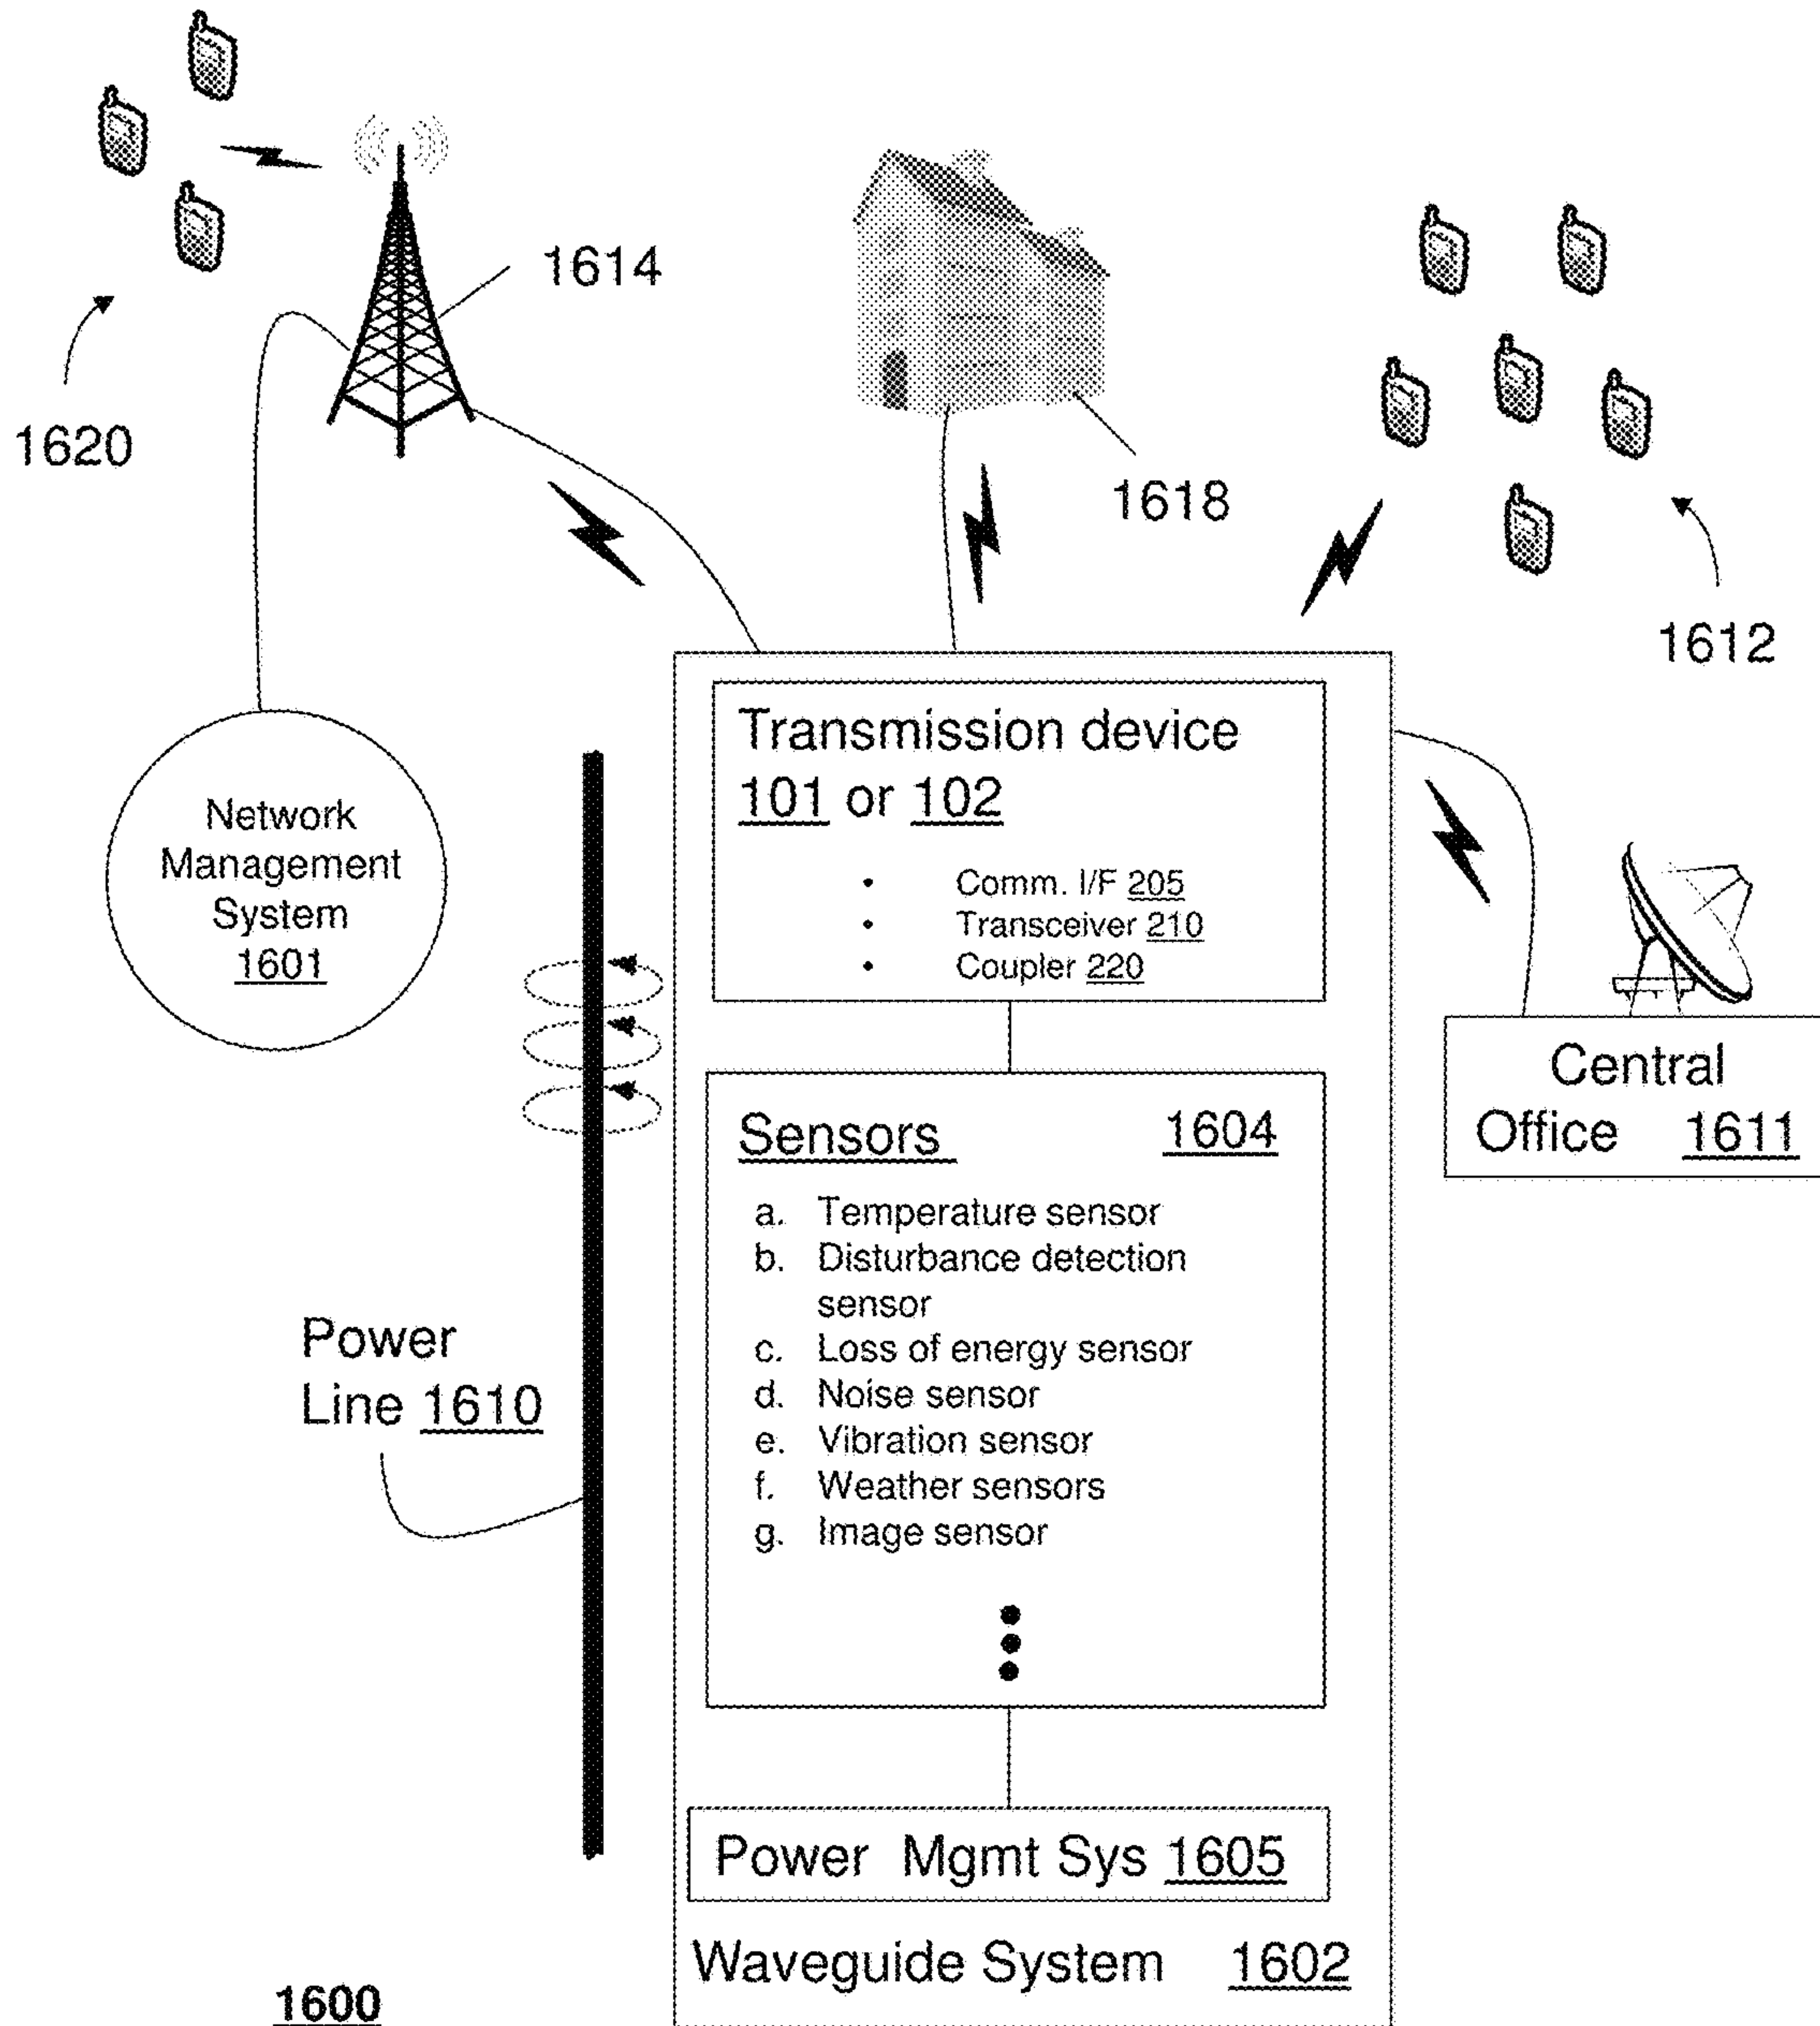 1614
1620
1618
1612
Network
Management
System
1601
Transmission device
101 or 102
• Comm. I/F 205
• Transceiver 210
• Coupler 220
Central
Office 1611
Sensors 1604
a. Temperature sensor
b. Disturbance detection
sensor
c. Loss of energy sensor
d. Noise sensor
e. Vibration sensor
f. Weather sensors
g. Image sensor
Power
Line 1610
Power Mgmt Sys 1605
Waveguide System 1602
1600